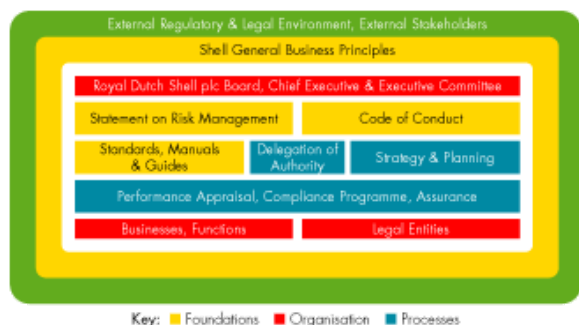 External Regulatory & Legal Environment, External Stakeholders
Shell General Business Principles
Royal Dutch Shell plc Board, Chief Executive & Executive Committee
Statement on Risk Management
Code of Conduct
Standards, Manuals
& Guides
Delegation of
Authority
Strategy & Planning
Performance Appraisal, Compliance Programme, Assurance
Businesses, Functions
Legal Entities
Key: Foundations Organisation Processes